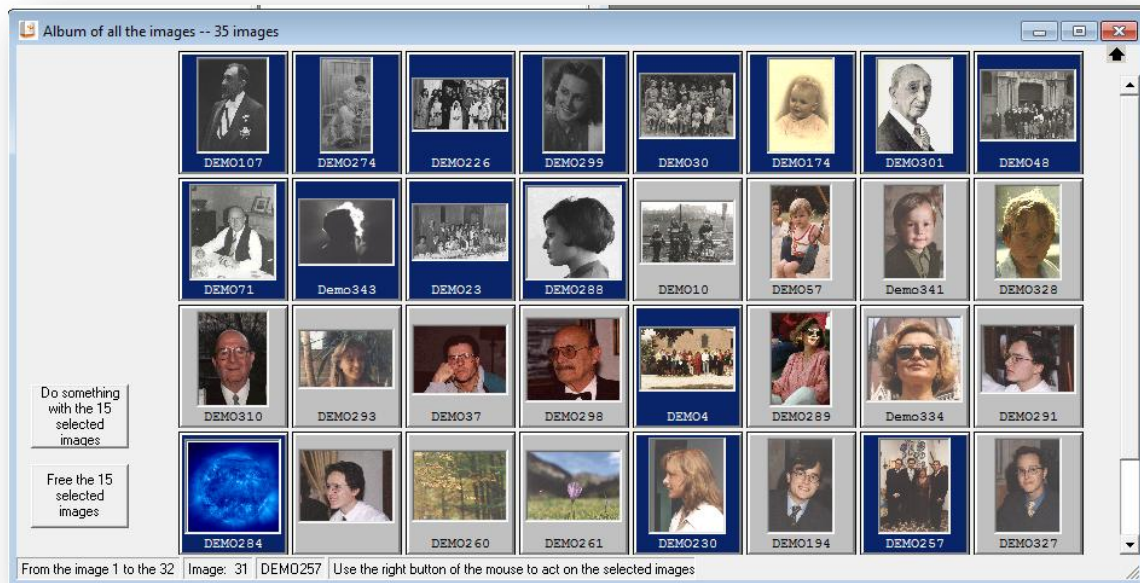 Album of all the images -- 35 images
DEMO107 DEMO274 DEMO226 DEMO299 DEMO30 DEMO174 DEMO301 DEMO48
DEMO71 Demo343 DEMO23 DEMO288 DEMO10 DEMO57 Demo341 DEMO328
DEMO310 DEMO293 DEMO37 DEMO298 DEMO4 DEMO289 Demo334 DEMO291
Do something
with the 15
selected
images
Free the 15
selected
images
DEMO284 DEMO260 DEMO261 DEMO230 DEMO194 DEMO257 DEMO327
From the image 1 to the 32 Image: 31 DEMO257 Use the right button of the mouse to act on the selected images